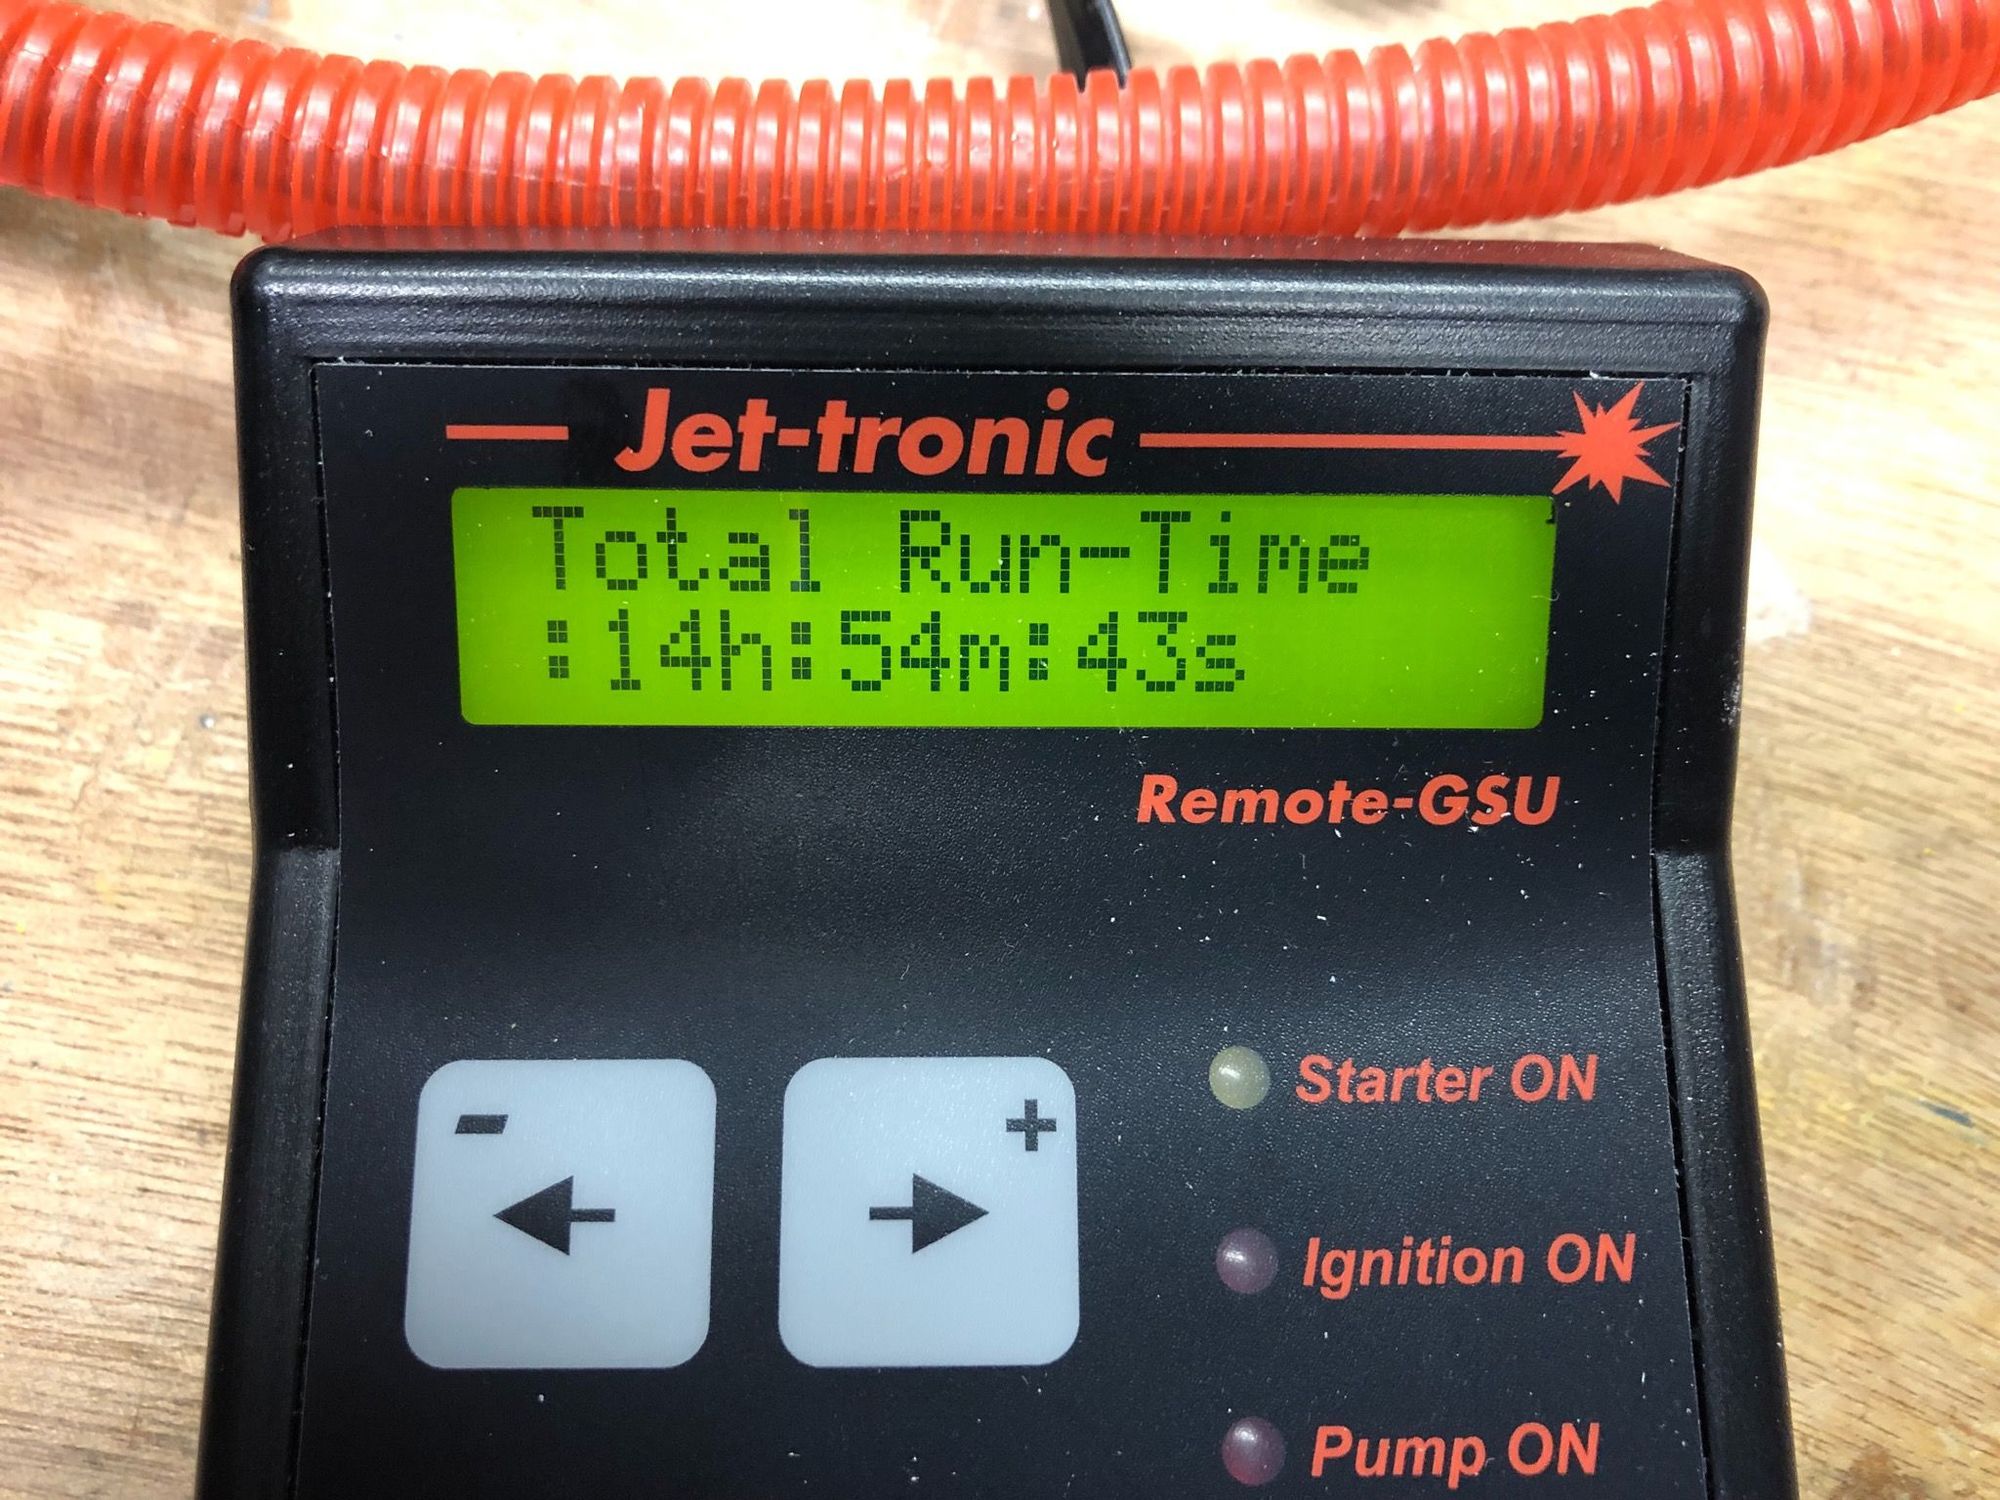 Jet-tronic
Total Run-Time
:14h:54m:43s
Remote-GSU
- +
Starter ON
Ignition ON
Pump ON